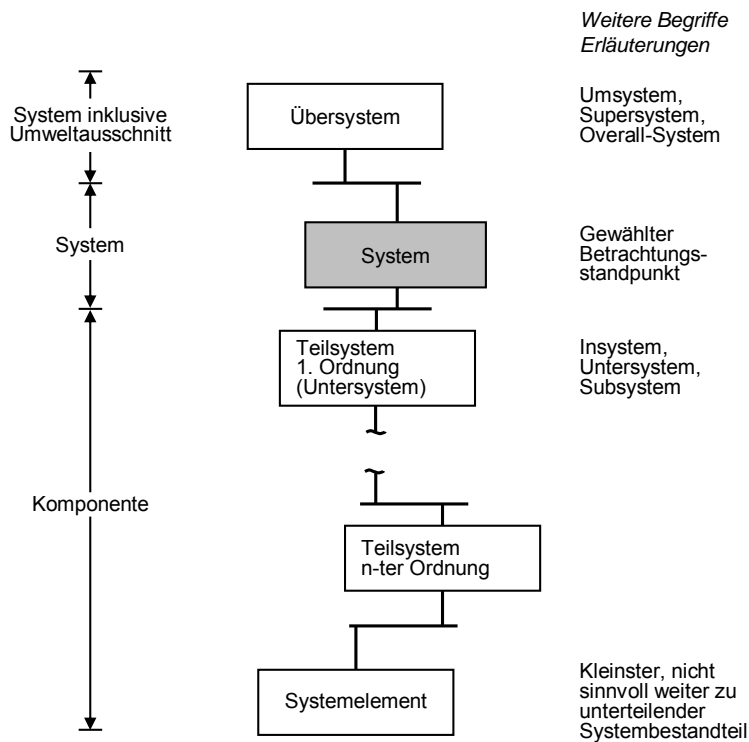 Weitere Begriffe
Erläuterungen
System inklusive
Umweltausschnitt
Übersystem
Umsystem,
Supersystem,
Overall-System
System
System
Gewählter
Betrachtungs-
standpunkt
Teilsystem
1. Ordnung
(Untersystem)
Insystem,
Untersystem,
Subsystem
Komponente
Teilsystem
n-ter Ordnung
Systemelement
Kleinster, nicht
sinnvoll weiter zu
unterteilender
Systembestandteil